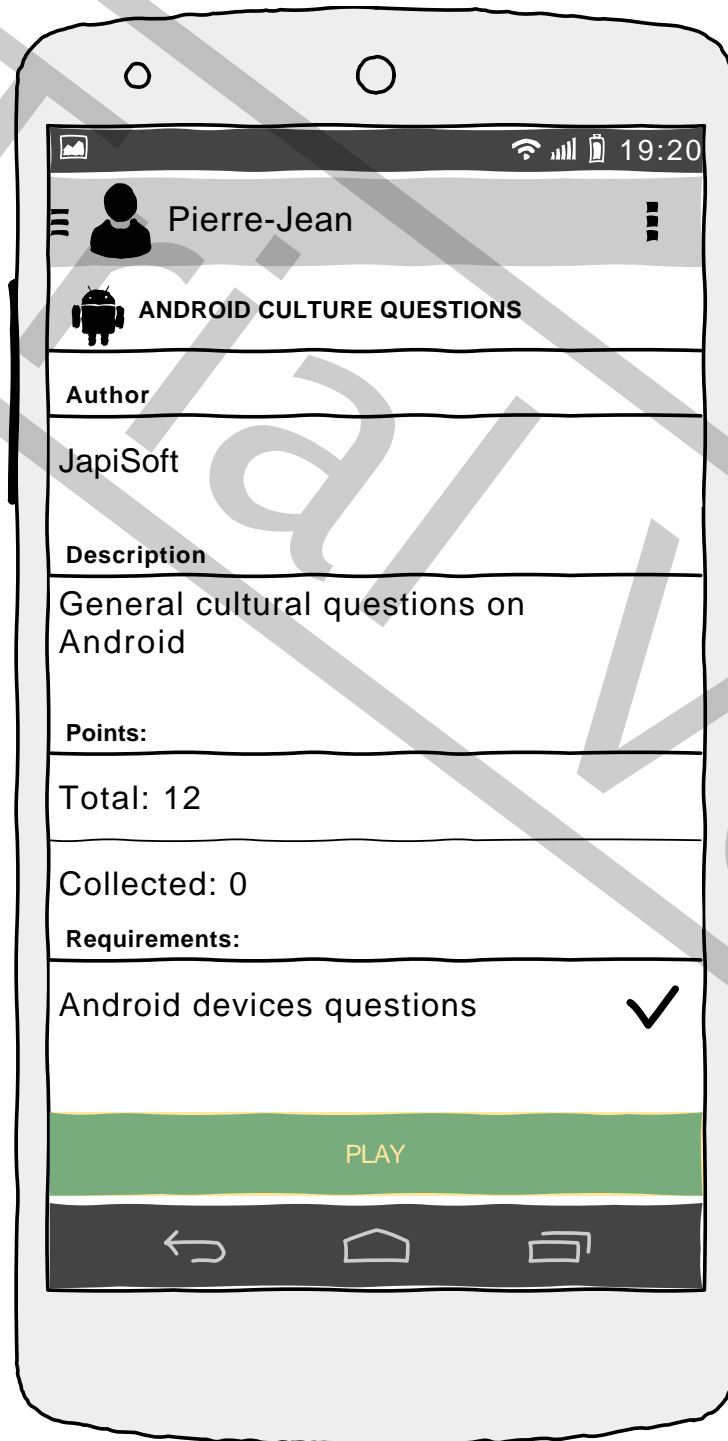 19:20
Pierre-Jean
ANDROID CULTURE QUESTIONS
Author
JapiSoft
Description
General cultural questions on
Android
Points:
Total: 12
Collected: 0
Requirements:
Android devices questions
PLAY
Trial V